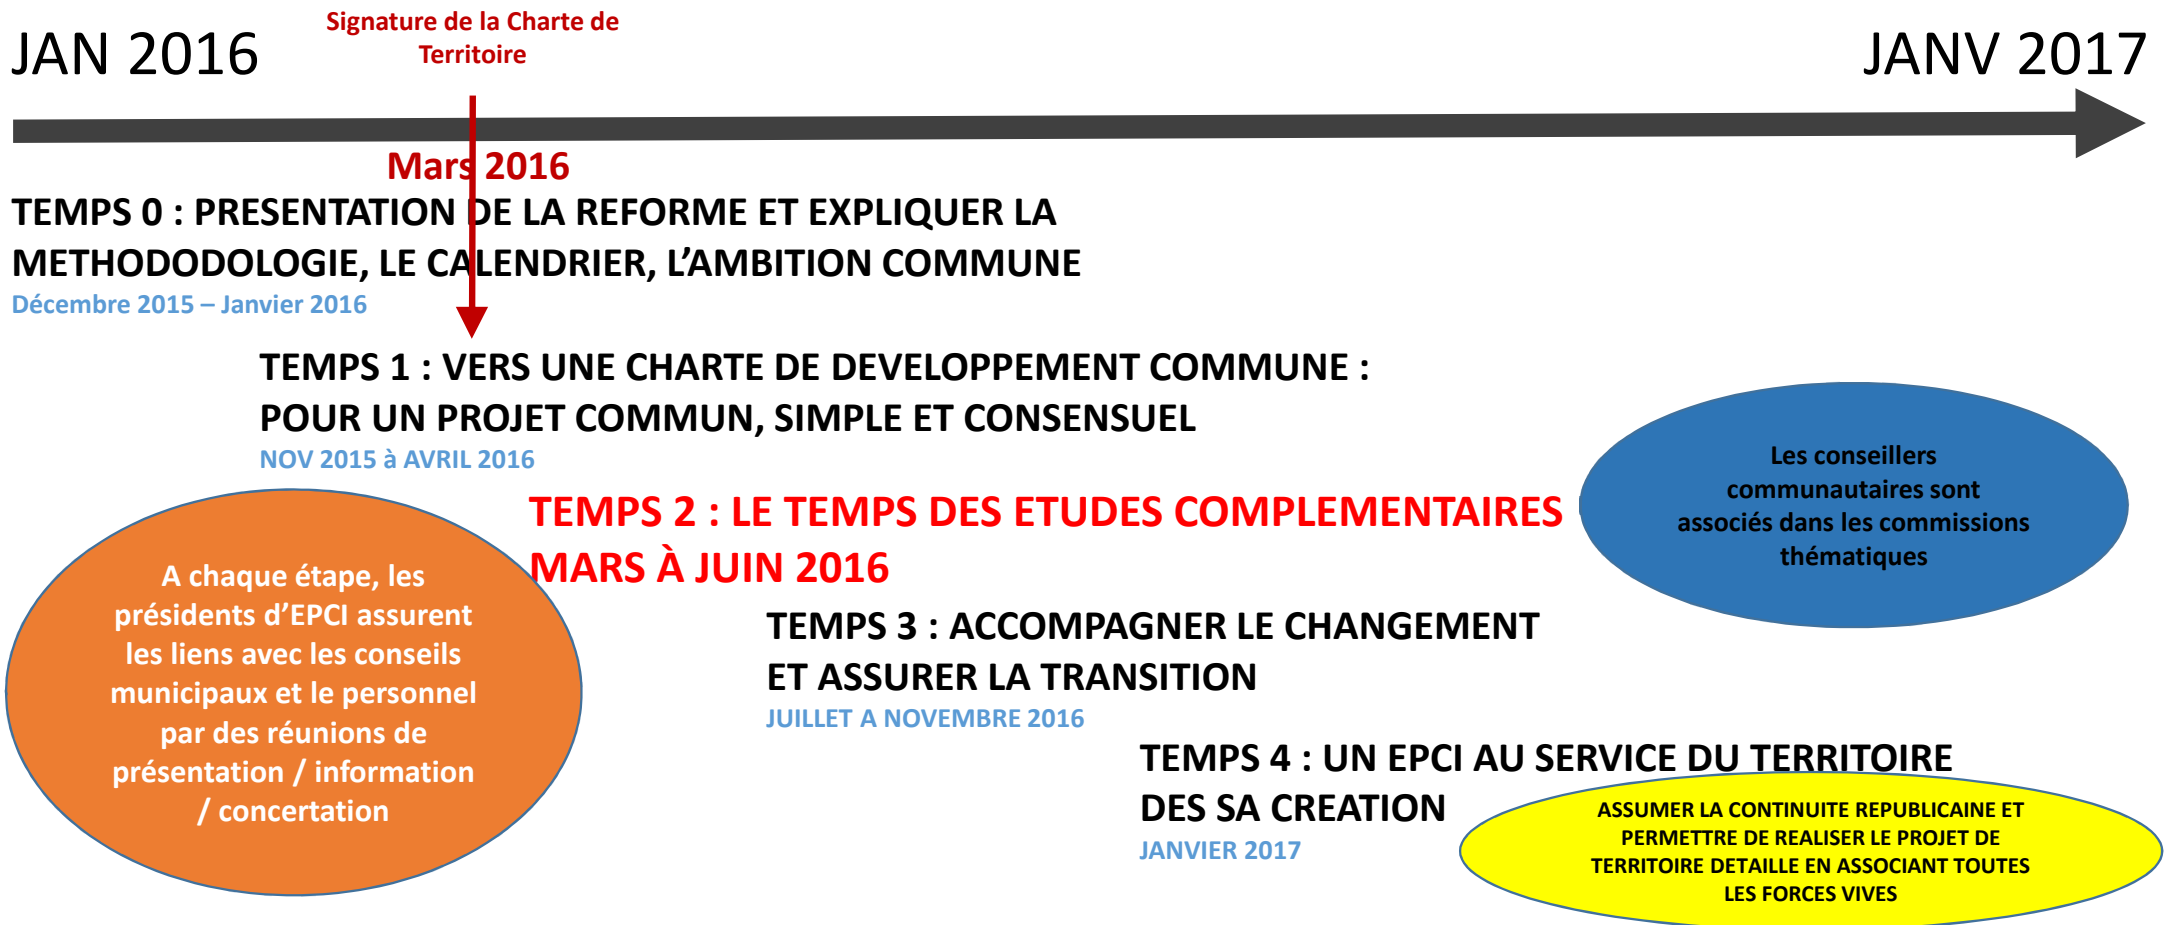 JAN 2016
Signature de la Charte de
Territoire
JANV 2017
Mars 2016
TEMPS 0 : PRESENTATION DE LA REFORME ET EXPLIQUER LA
METHODODOLOGIE, LE CALENDRIER, L’AMBITION COMMUNE
Décembre 2015 – Janvier 2016
TEMPS 1 : VERS UNE CHARTE DE DEVELOPPEMENT COMMUNE :
POUR UN PROJET COMMUN, SIMPLE ET CONSENSUEL
NOV 2015 à AVRIL 2016
Les conseillers
communautaires sont
associés dans les commissions
thématiques
TEMPS 2 : LE TEMPS DES ETUDES COMPLEMENTAIRES
MARS À JUIN 2016
A chaque étape, les
présidents d’EPCI assurent
les liens avec les conseils
municipaux et le personnel
par des réunions de
présentation / information
/ concertation
TEMPS 3 : ACCOMPAGNER LE CHANGEMENT
ET ASSURER LA TRANSITION
JUILLET A NOVEMBRE 2016
TEMPS 4 : UN EPCI AU SERVICE DU TERRITOIRE
DES SA CREATION
JANVIER 2017
ASSUMER LA CONTINUITE REPUBLICAINE ET
PERMETTRE DE REALISER LE PROJET DE
TERRITOIRE DETAILLE EN ASSOCIANT TOUTES
LES FORCES VIVES